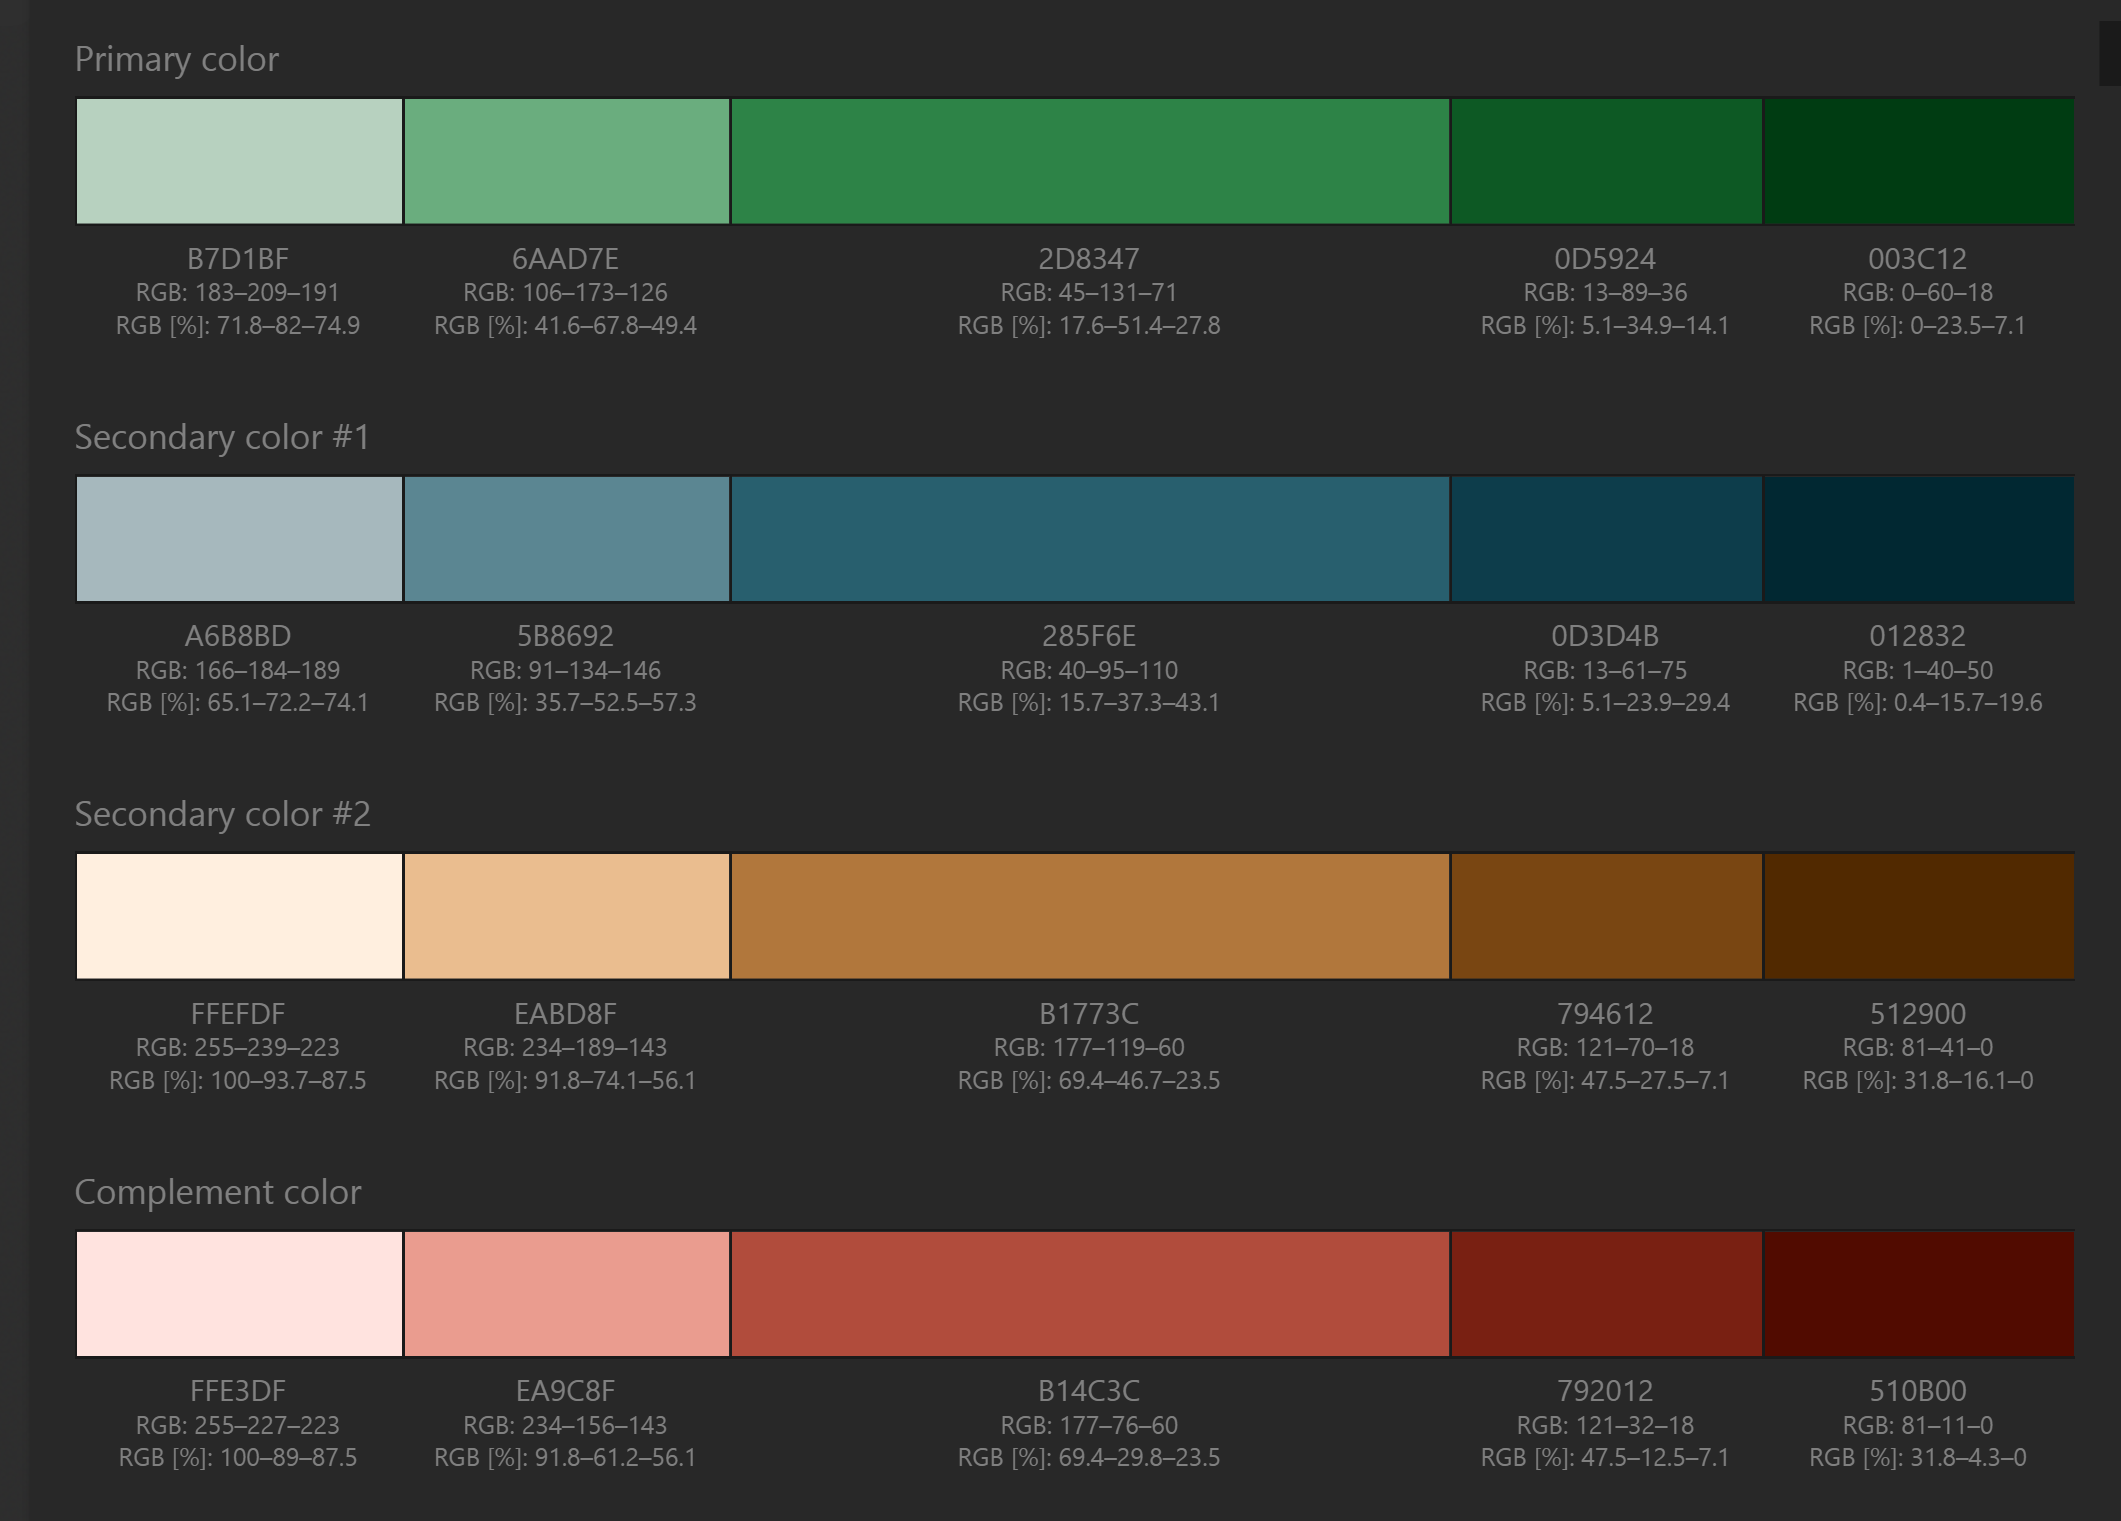 Primary color
B7D1BF 6AAD7E 2D8347 0D5924 003C12
RGB: 183–209–191 RGB: 106–173–126 RGB: 45–131–71 RGB: 13–89–36 RGB: 0–60–18
RGB [%]: 71.8–82–74.9 RGB [%]: 41.6–67.8–49.4 RGB [%]: 17.6–51.4–27.8 RGB [%]: 5.1–34.9–14.1 RGB [%]: 0–23.5–7.1
Secondary color #1
A6B8BD 5B8692 285F6E 0D3D4B 012832
RGB: 166–184–189 RGB: 91–134–146 RGB: 40–95–110 RGB: 13–61–75 RGB: 1–40–50
RGB [%]: 65.1–72.2–74.1 RGB [%]: 35.7–52.5–57.3 RGB [%]: 15.7–37.3–43.1 RGB [%]: 5.1–23.9–29.4 RGB [%]: 0.4–15.7–19.6
Secondary color #2
FFEFDF EABD8F B1773C 794612 512900
RGB: 255–239–223 RGB: 234–189–143 RGB: 177–119–60 RGB: 121–70–18 RGB: 81–41–0
RGB [%]: 100–93.7–87.5 RGB [%]: 91.8–74.1–56.1 RGB [%]: 69.4–46.7–23.5 RGB [%]: 47.5–27.5–7.1 RGB [%]: 31.8–16.1–0
Complement color
FFE3DF EA9C8F B14C3C 792012 510B00
RGB: 255–227–223 RGB: 234–156–143 RGB: 177–76–60 RGB: 121–32–18 RGB: 81–11–0
RGB [%]: 100–89–87.5 RGB [%]: 91.8–61.2–56.1 RGB [%]: 69.4–29.8–23.5 RGB [%]: 47.5–12.5–7.1 RGB [%]: 31.8–4.3–0